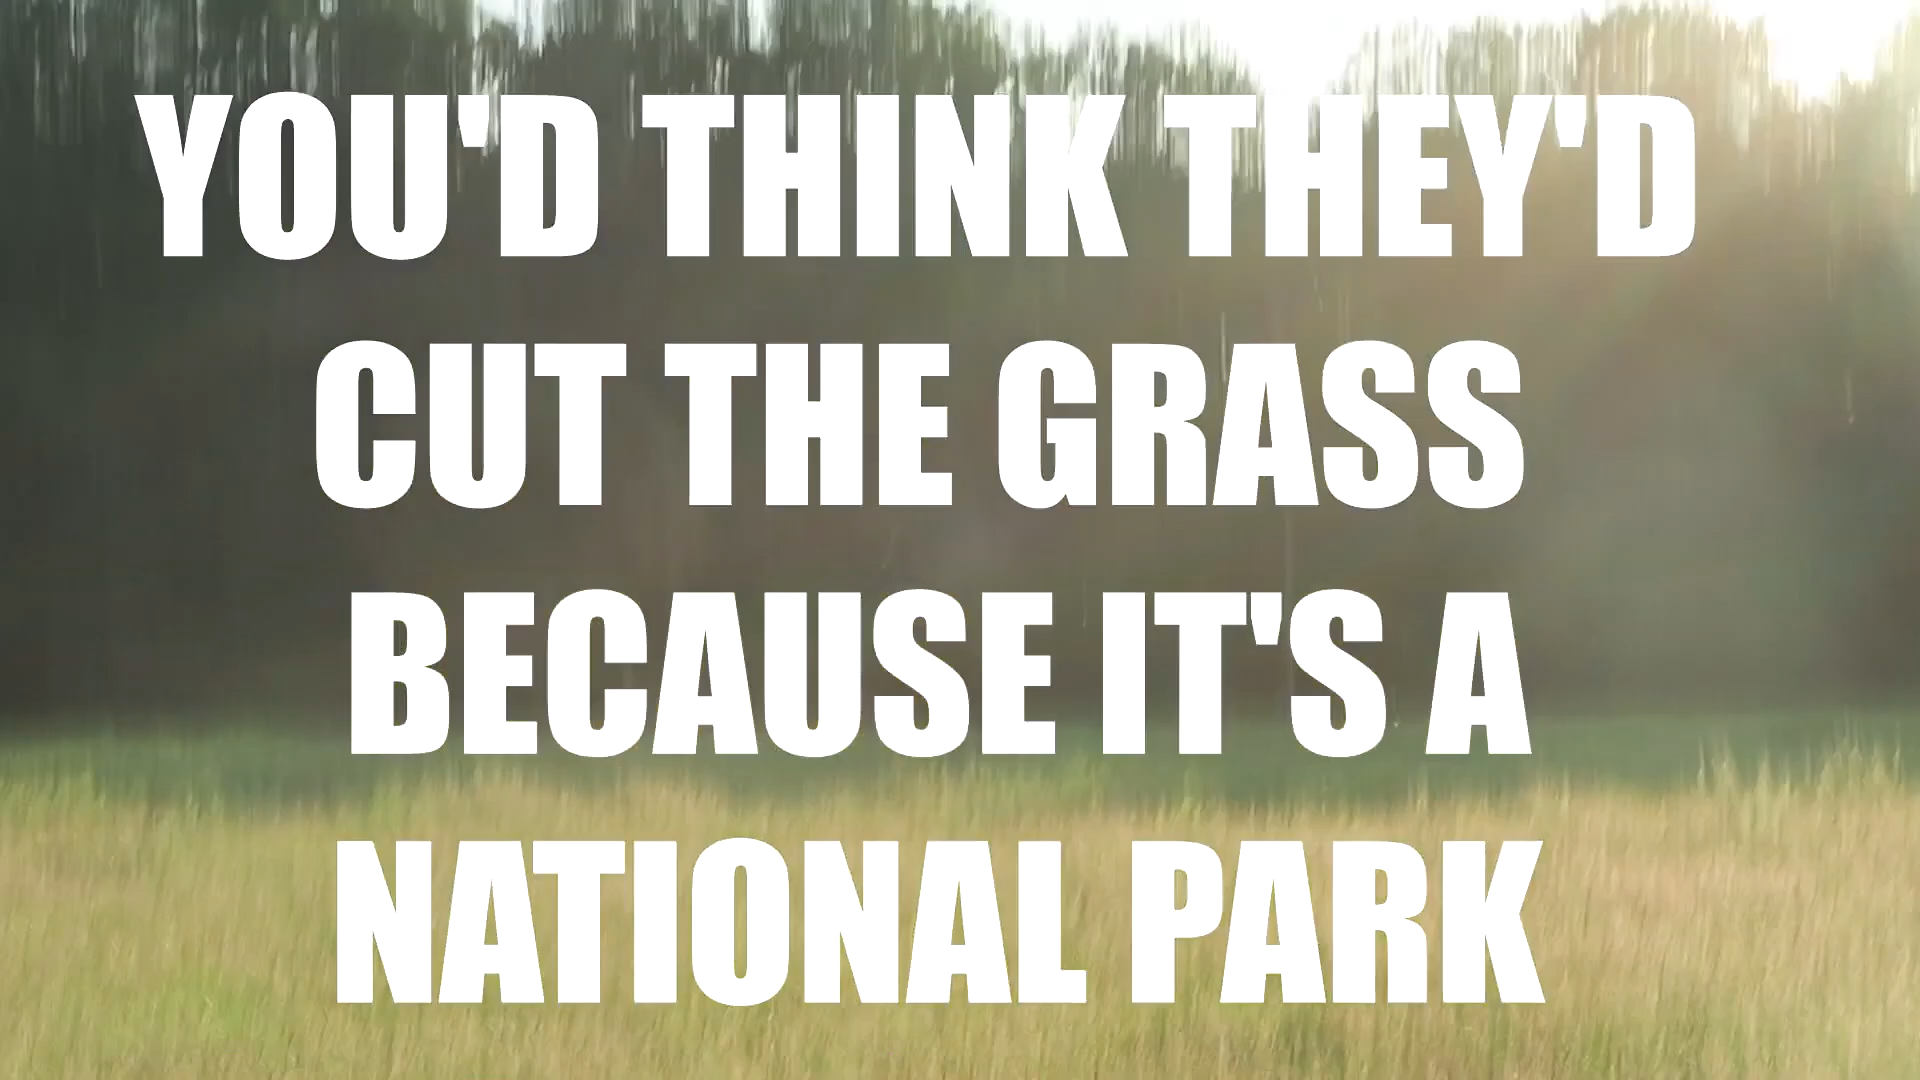 YOU'D THINK THEY'D
CUT THE GRASS
BECAUSE IT'S A
NATIONAL PARK